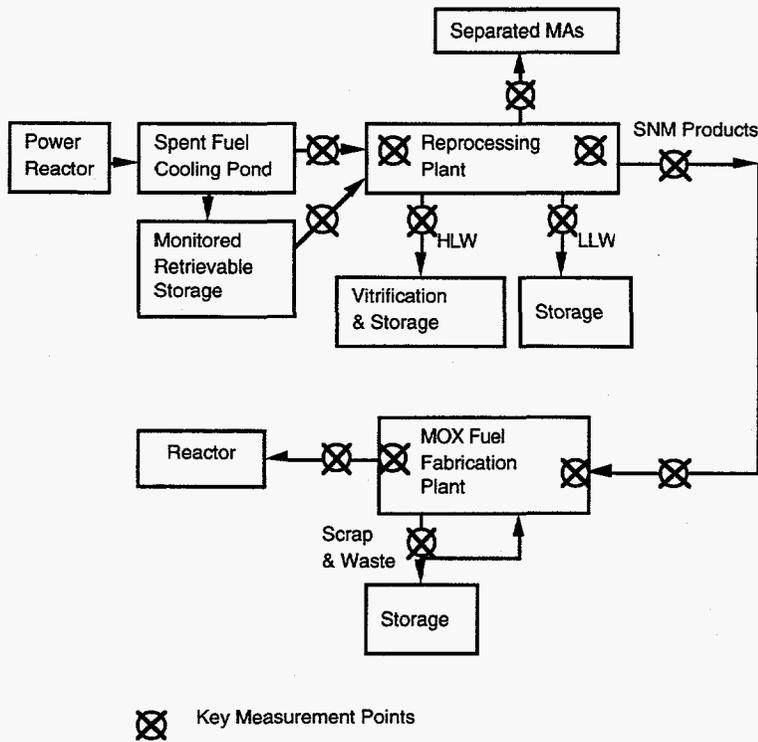 Separated MAs
Power
Reactor
Spent Fuel
Cooling Pond
Reprocessing
Plant
SNM Products
Monitored
Retrievable
Storage
HLW
LLW
Vitrification
& Storage
Storage
Reactor
MOX Fuel
Fabrication
Plant
Scrap
& Waste
Storage
Key Measurement Points